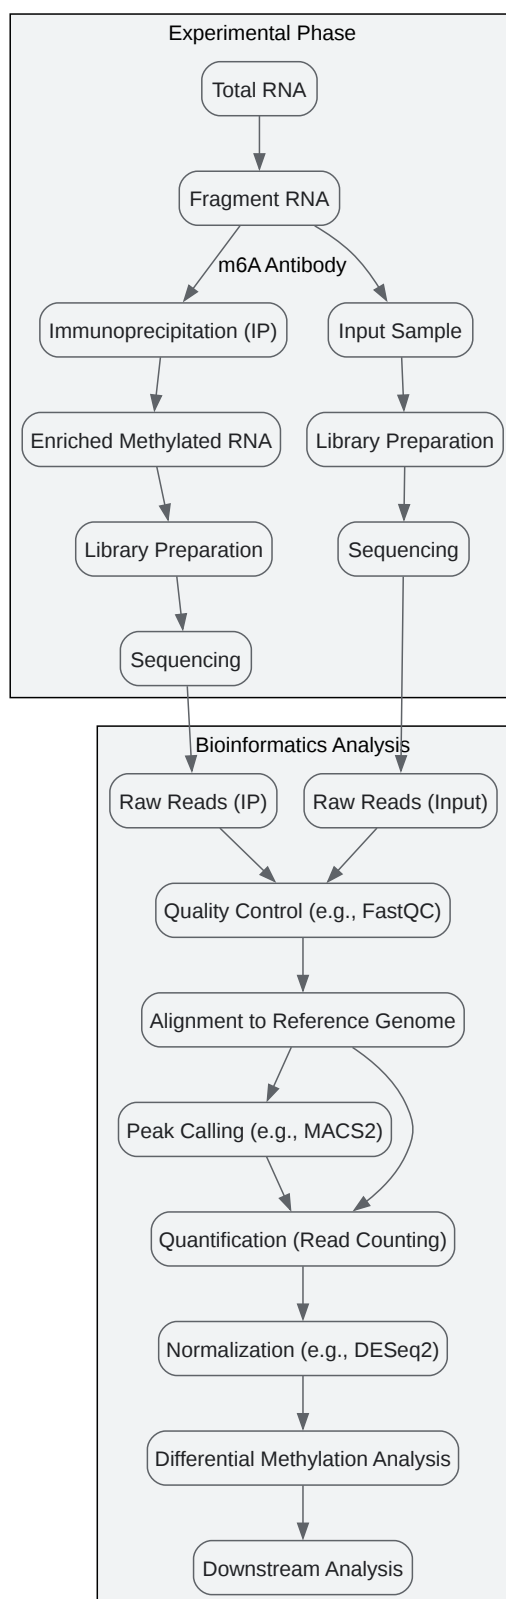 Experimental Phase
Total RNA
Fragment RNA
m6A Antibody
Immunoprecipitation (IP)
Input Sample
Enriched Methylated RNA
Library Preparation
Library Preparation
Sequencing
Sequencing
Bioinformatics Analysis
Raw Reads (IP)
Raw Reads (Input)
Quality Control (e.g., FastQC)
Alignment to Reference Genome
Peak Calling (e.g., MACS2)
Quantification (Read Counting)
Normalization (e.g., DESeq2)
Differential Methylation Analysis
Downstream Analysis